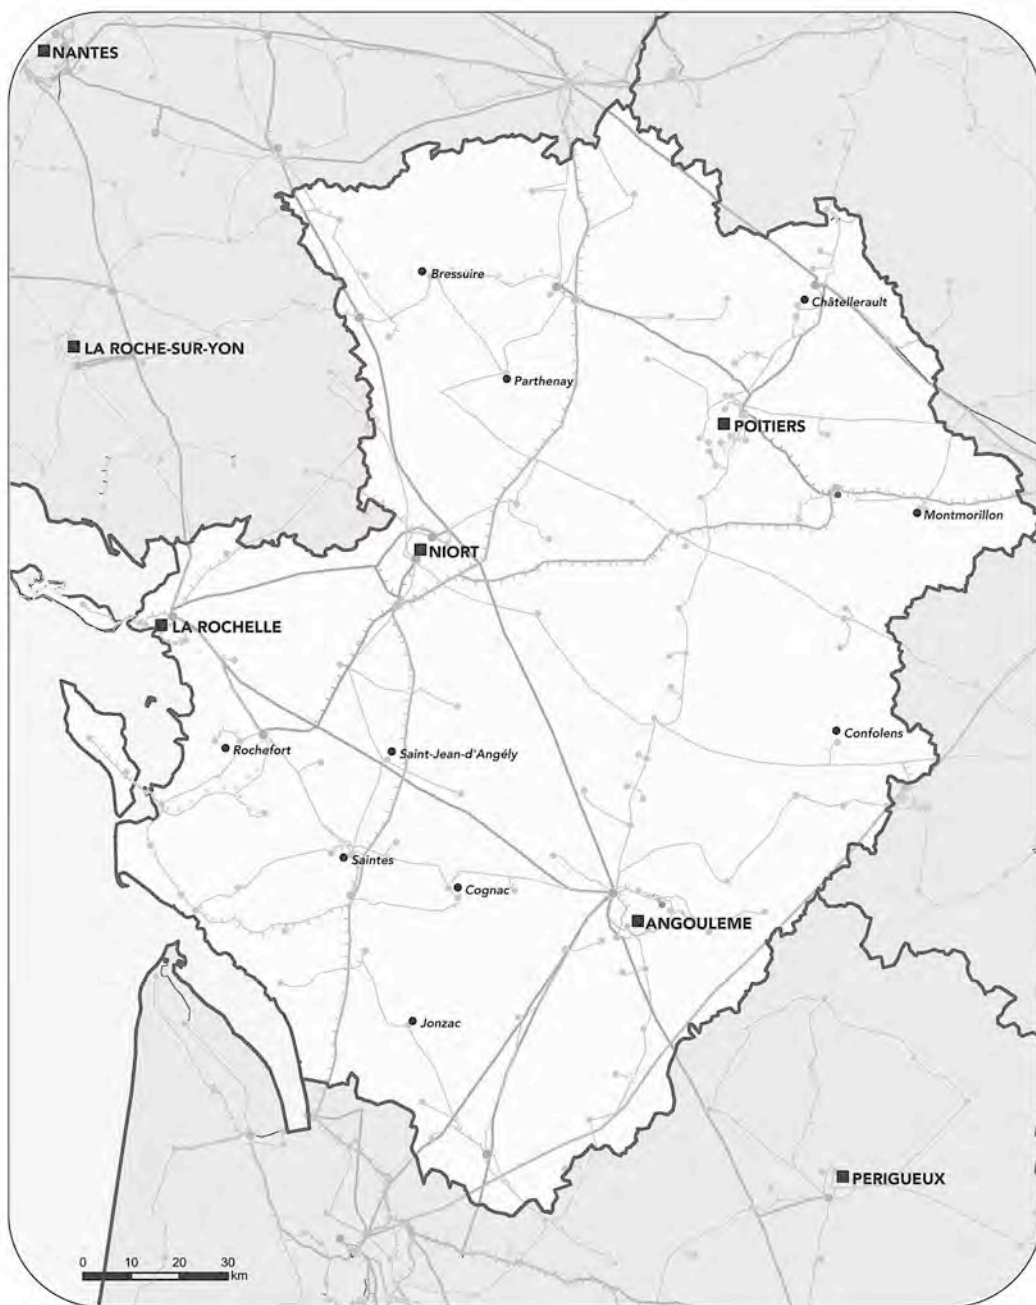 NANTES
Bressuire
Châtellerault
LA ROCHE-SUR-YON
Parthenay
POITIERS
Montmorillon
NIORT
LA ROCHELLE
Confolens
Rochefort
Saint-Jean-d'Angély
Saintes
Cognac
ANGOULEME
Jonzac
PERIGUEUX
0 10 20 30
km